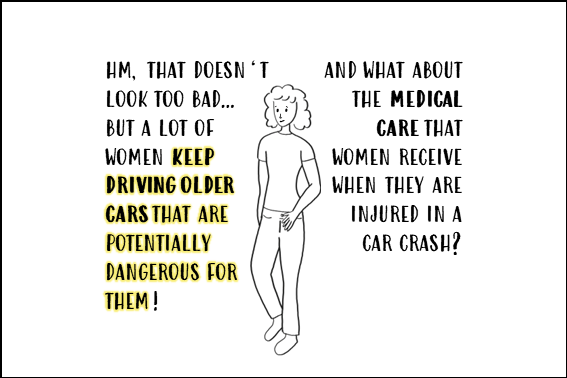 HM, THAT DOESN'T
LOOK TOO BAD...
BUT A LOT OF
WOMEN KEEP
DRIVING OLDER
CARS THAT ARE
POTENTIALLY
DANGEROUS FOR
THEM!
AND WHAT ABOUT
THE MEDICAL
CARE THAT
WOMEN RECEIVE
WHEN THEY ARE
INJURED IN A
CAR CRASH?